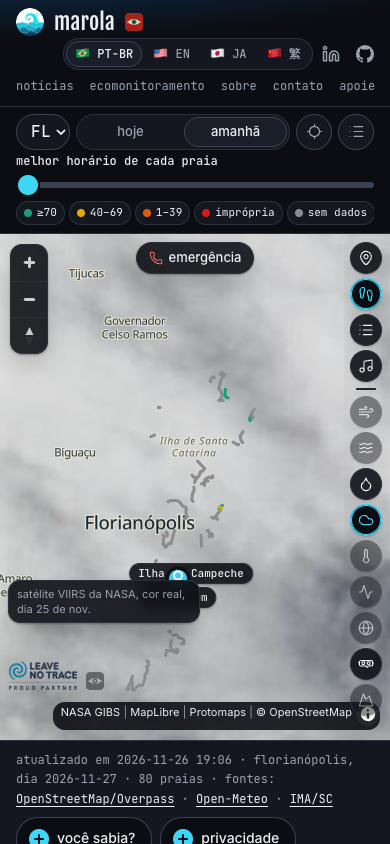 marola
PT-BR EN JA 繁
notícias ecomonitoramento sobre contato apoie
FL hoje amanhã
melhor horário de cada praia
≥70 40–69 1–39 imprópria sem dados
emergência
Tijucas
Governador
Celso Ramos
Ilha de Santa
Catarina
Biguaçu
Florianópolis
Ilha Campeche
satélite VIIRS da NASA, cor real,
dia 25 de nov.
LEAVE
NO TRACE
PROUD PARTNER
NASA GIBS | MapLibre | Protomaps | © OpenStreetMap
atualizado em 2026-11-26 19:06 · florianópolis,
dia 2026-11-27 · 80 praias · fontes:
OpenStreetMap/Overpass · Open-Meteo · IMA/SC
você sabia? privacidade